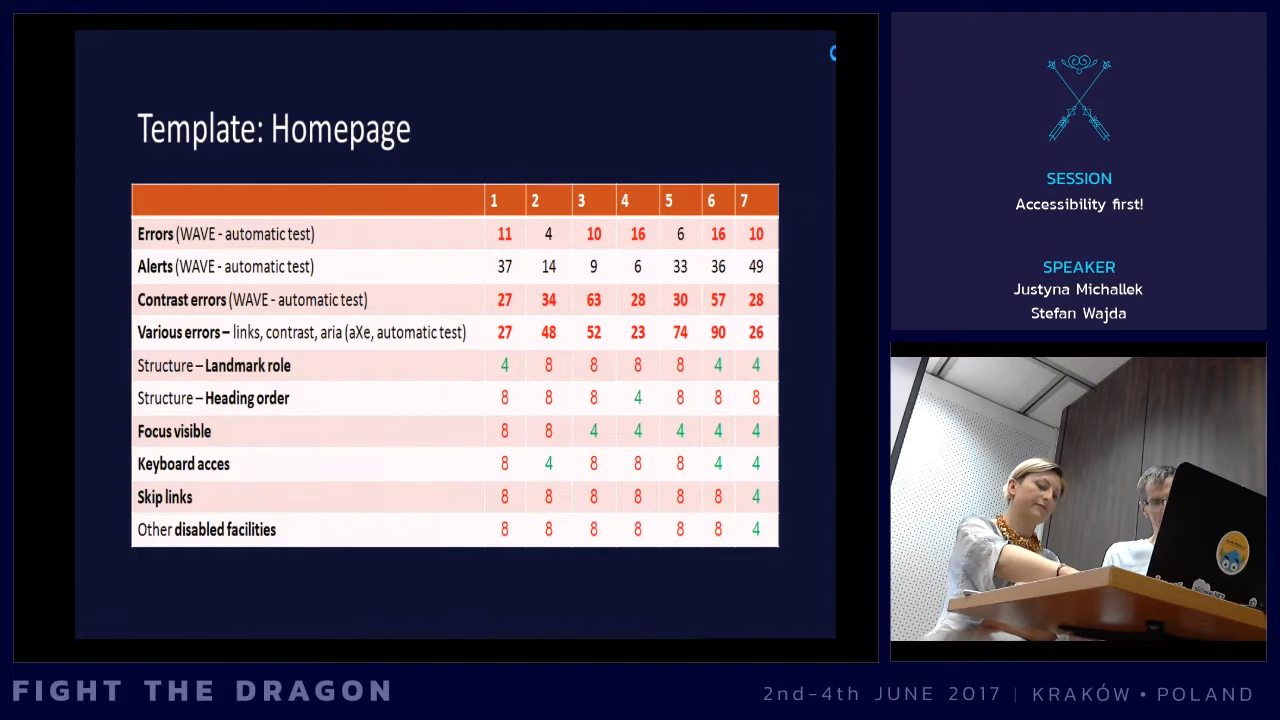 Template: Homepage
1 2 3 4 5 6 7
Errors (WAVE - automatic test) 11 4 10 16 6 16 10
Alerts (WAVE - automatic test) 37 14 9 6 33 36 49
Contrast errors (WAVE - automatic test) 27 34 63 28 30 57 28
Various errors – links, contrast, aria (aXe, automatic test) 27 48 52 23 74 90 26
Structure – Landmark role 4 8 8 8 8 4 4
Structure – Heading order 8 8 8 4 8 8 8
Focus visible 8 8 4 4 4 4 4
Keyboard acces 8 4 8 8 8 4 4
Skip links 8 8 8 8 8 8 4
Other disabled facilities 8 8 8 8 8 8 4
SESSION
Accessibility first!
SPEAKER
Justyna Michallek
Stefan Wajda
FIGHT THE DRAGON
2nd-4th JUNE 2017 | KRAKÓW • POLAND